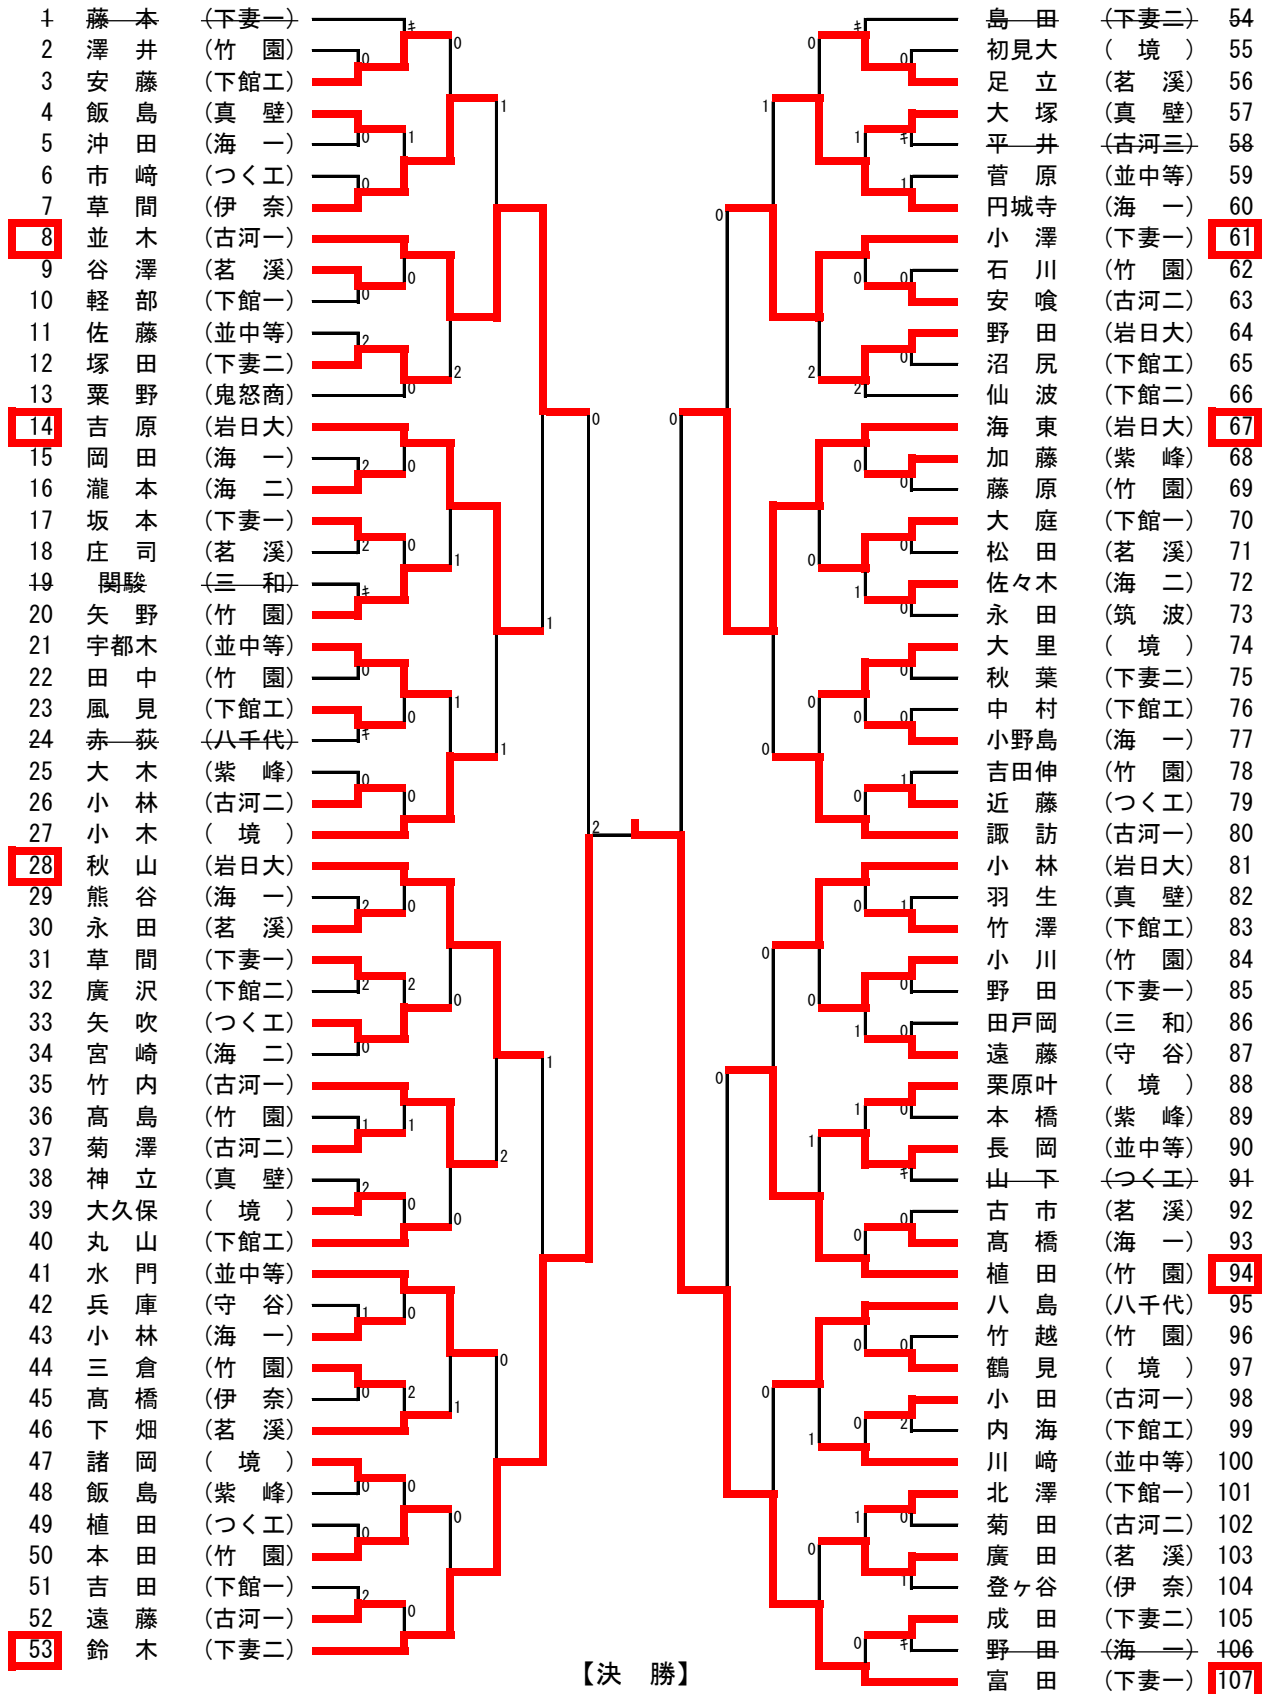 1 藤本 (下妻一)
2 澤井 (竹園)
3 安藤 (下館工)
4 飯島 (真壁)
5 沖田 (海一)
6 市﨑 (つく工)
7 草間 (伊奈)
8 並木 (古河一)
9 谷澤 (茗溪)
10 軽部 (下館一)
11 佐藤 (並中等)
12 塚田 (下妻二)
13 粟野 (鬼怒商)
14 吉原 (岩日大)
15 岡田 (海一)
16 瀧本 (海二)
17 坂本 (下妻一)
18 庄司 (茗溪)
19 関駿 (三和)
20 矢野 (竹園)
21 宇都木 (並中等)
22 田中 (竹園)
23 風見 (下館工)
24 赤荻 (八千代)
25 大木 (紫峰)
26 小林 (古河二)
27 小木 (境)
28 秋山 (岩日大)
29 熊谷 (海一)
30 永田 (茗溪)
31 草間 (下妻一)
32 廣沢 (下館二)
33 矢吹 (つく工)
34 宮崎 (海二)
35 竹内 (古河一)
36 髙島 (竹園)
37 菊澤 (古河二)
38 神立 (真壁)
39 大久保 (境)
40 丸山 (下館工)
41 水門 (並中等)
42 兵庫 (守谷)
43 小林 (海一)
44 三倉 (竹園)
45 髙橋 (伊奈)
46 下畑 (茗溪)
47 諸岡 (境)
48 飯島 (紫峰)
49 植田 (つく工)
50 本田 (竹園)
51 吉田 (下館一)
52 遠藤 (古河一)
53 鈴木 (下妻二)
島田 (下妻二) 54
初見大 (境) 55
足立 (茗溪) 56
大塚 (真壁) 57
平井 (古河三) 58
菅原 (並中等) 59
円城寺 (海一) 60
小澤 (下妻一) 61
石川 (竹園) 62
安喰 (古河二) 63
野田 (岩日大) 64
沼尻 (下館工) 65
仙波 (下館二) 66
海東 (岩日大) 67
加藤 (紫峰) 68
藤原 (竹園) 69
大庭 (下館一) 70
松田 (茗溪) 71
佐々木 (海二) 72
永田 (筑波) 73
大里 (境) 74
秋葉 (下妻二) 75
中村 (下館工) 76
小野島 (海一) 77
吉田伸 (竹園) 78
近藤 (つく工) 79
諏訪 (古河一) 80
小林 (岩日大) 81
羽生 (真壁) 82
竹澤 (下館工) 83
小川 (竹園) 84
野田 (下妻一) 85
田戸岡 (三和) 86
遠藤 (守谷) 87
栗原叶 (境) 88
本橋 (紫峰) 89
長岡 (並中等) 90
山下 (つく工) 91
古市 (茗溪) 92
髙橋 (海一) 93
植田 (竹園) 94
八島 (八千代) 95
竹越 (竹園) 96
鶴見 (境) 97
小田 (古河一) 98
内海 (下館工) 99
川﨑 (並中等) 100
北澤 (下館一) 101
菊田 (古河二) 102
廣田 (茗溪) 103
登ヶ谷 (伊奈) 104
成田 (下妻二) 105
野田 (海一) 106
富田 (下妻一) 107
【決勝】